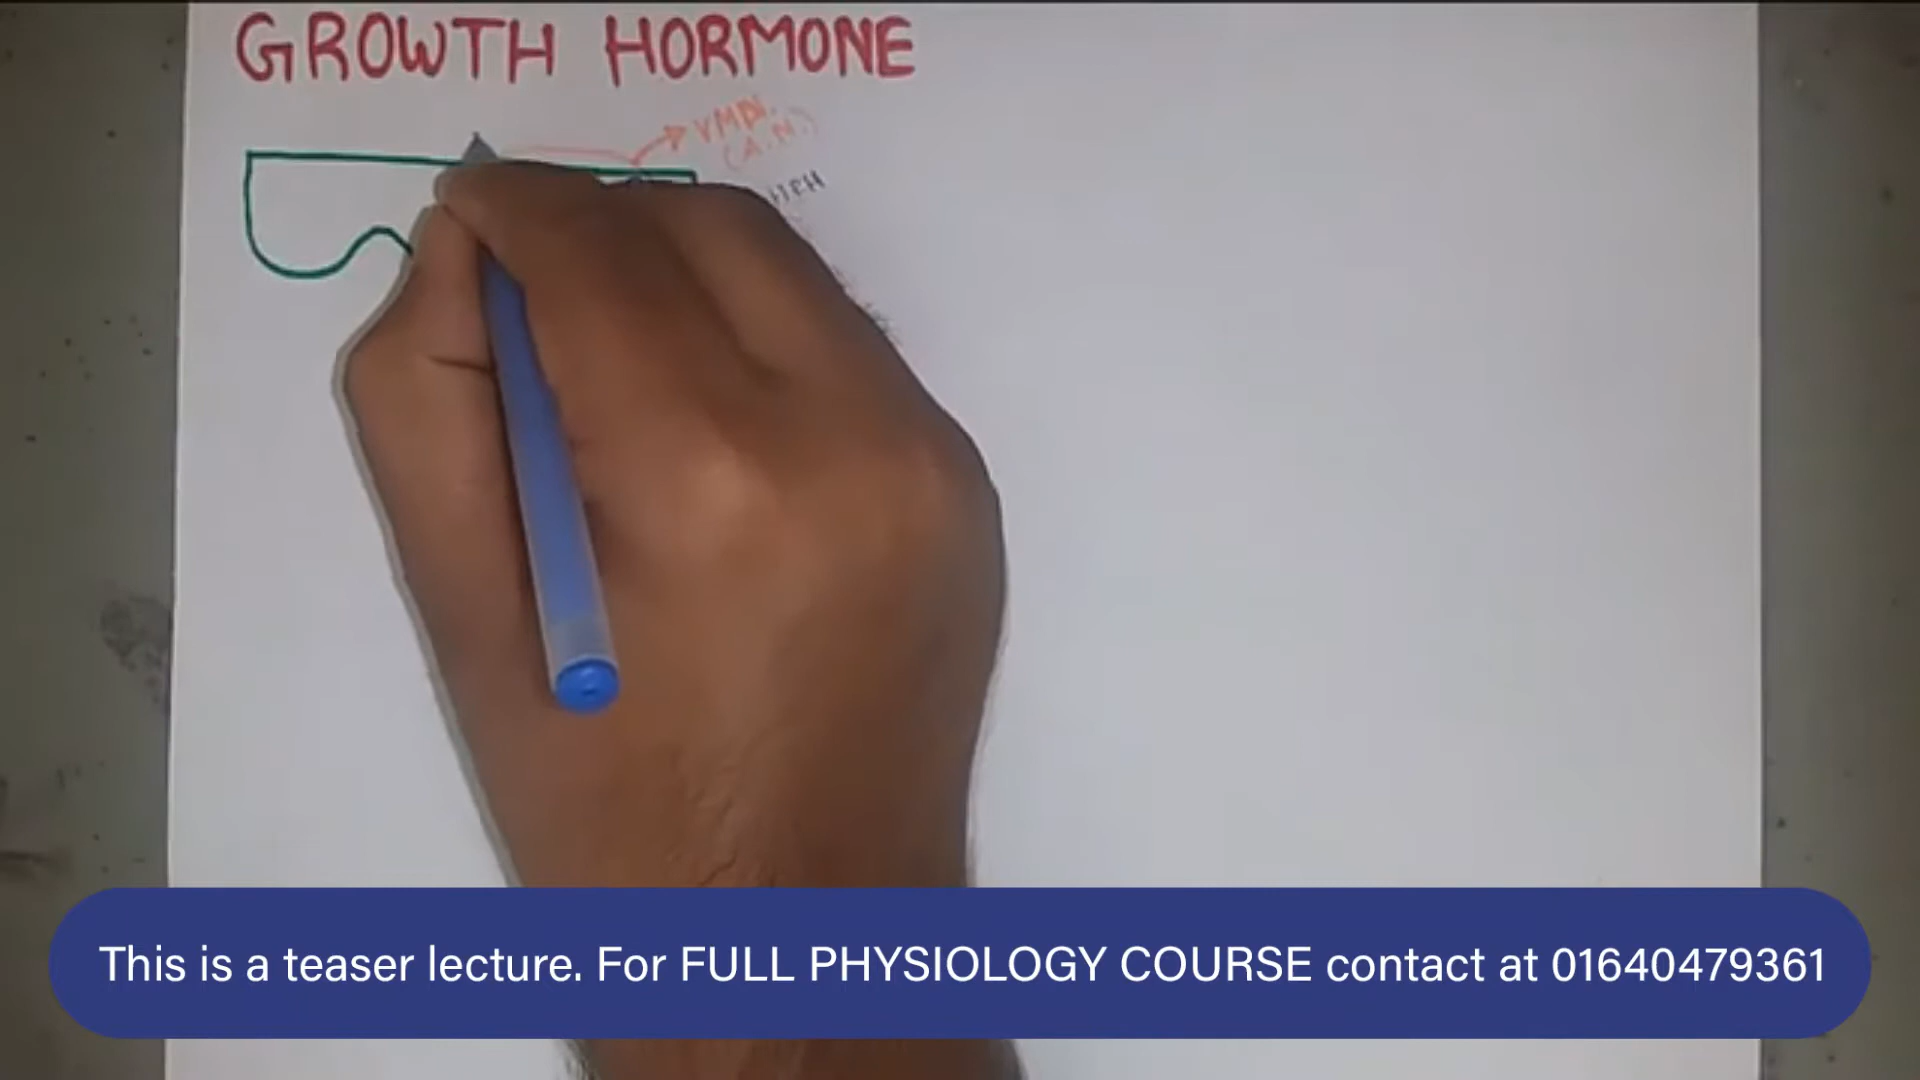 GROWTH HORMONE
VMN.
(A.N.)
This is a teaser lecture. For FULL PHYSIOLOGY COURSE contact at 01640479361